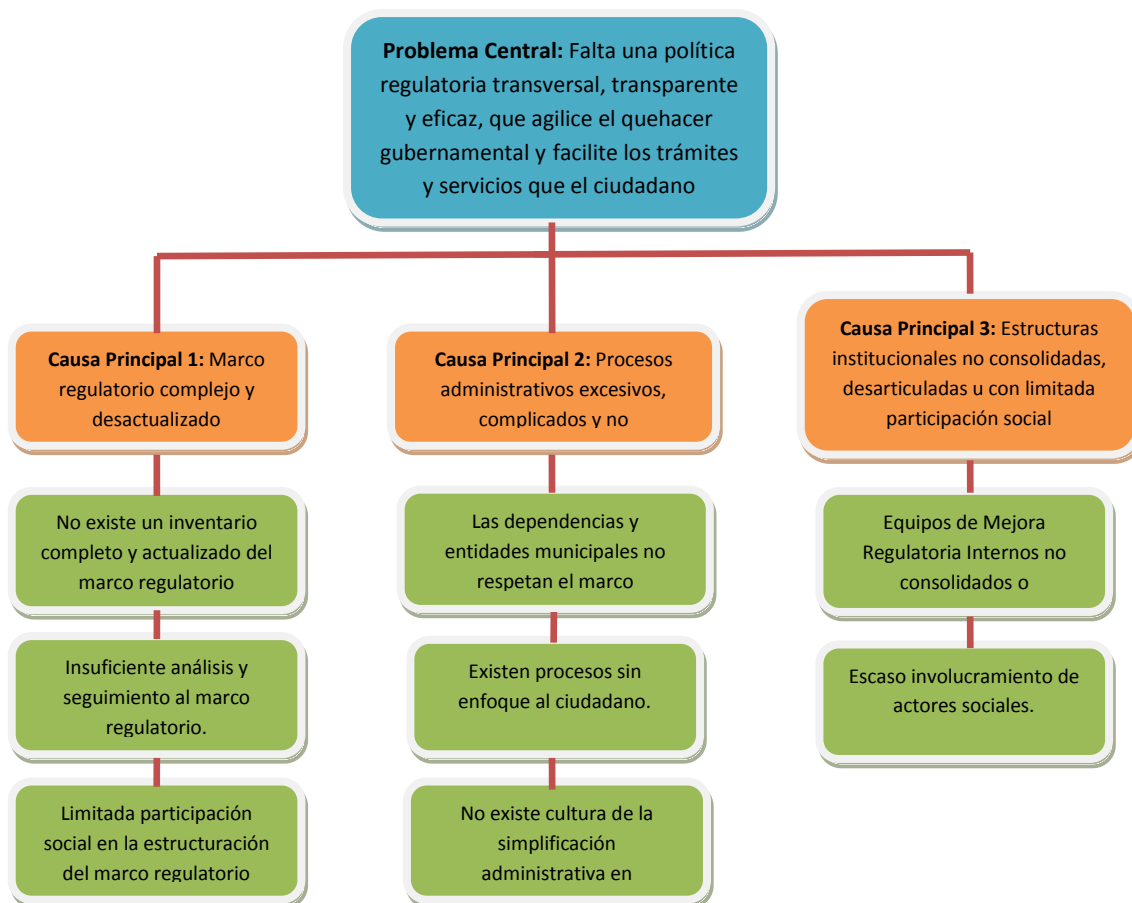 Problema Central: Falta una política
regulatoria transversal, transparente
y eficaz, que agilice el quehacer
gubernamental y facilite los trámites
y servicios que el ciudadano
Causa Principal 1: Marco
regulatorio complejo y
desactualizado
Causa Principal 2: Procesos
administrativos excesivos,
complicados y no
Causa Principal 3: Estructuras
institucionales no consolidadas,
desarticuladas u con limitada
participación social
No existe un inventario
completo y actualizado del
marco regulatorio
Las dependencias y
entidades municipales no
respetan el marco
Equipos de Mejora
Regulatoria Internos no
consolidados o
Insuficiente análisis y
seguimiento al marco
regulatorio.
Existen procesos sin
enfoque al ciudadano.
Escaso involucramiento de
actores sociales.
Limitada participación
social en la estructuración
del marco regulatorio
No existe cultura de la
simplificación
administrativa en